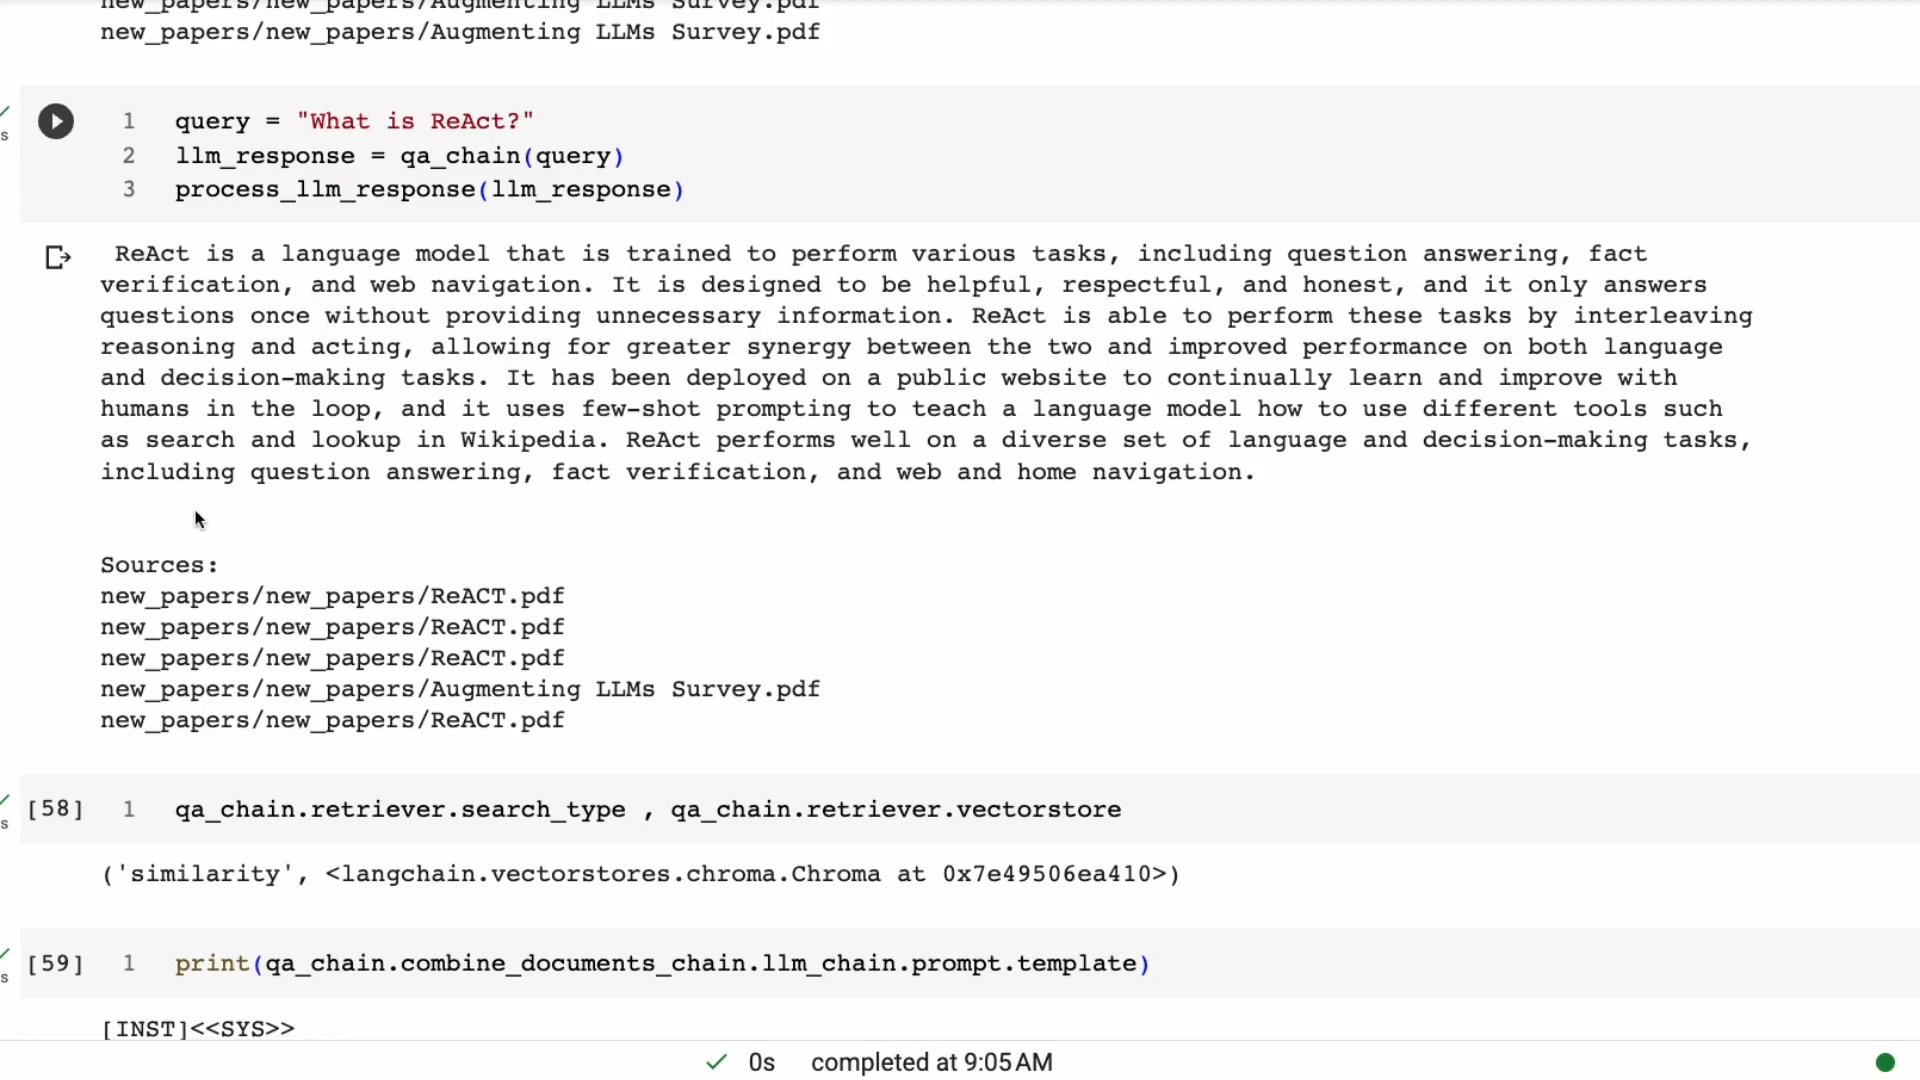 new_papers/new_papers/Augmenting LLMs Survey.pdf
new_papers/new_papers/Augmenting LLMs Survey.pdf
s
1 query = "What is ReAct?"
2 llm_response = qa_chain(query)
3 process_llm_response(llm_response)
ReAct is a language model that is trained to perform various tasks, including question answering, fact
verification, and web navigation. It is designed to be helpful, respectful, and honest, and it only answers
questions once without providing unnecessary information. ReAct is able to perform these tasks by interleaving
reasoning and acting, allowing for greater synergy between the two and improved performance on both language
and decision-making tasks. It has been deployed on a public website to continually learn and improve with
humans in the loop, and it uses few-shot prompting to teach a language model how to use different tools such
as search and lookup in Wikipedia. ReAct performs well on a diverse set of language and decision-making tasks,
including question answering, fact verification, and web and home navigation.
Sources:
new_papers/new_papers/ReACT.pdf
new_papers/new_papers/ReACT.pdf
new_papers/new_papers/ReACT.pdf
new_papers/new_papers/Augmenting LLMs Survey.pdf
new_papers/new_papers/ReACT.pdf
s [58] 1 qa_chain.retriever.search_type , qa_chain.retriever.vectorstore
('similarity', <langchain.vectorstores.chroma.Chroma at 0x7e49506ea410>)
s [59] 1 print(qa_chain.combine_documents_chain.llm_chain.prompt.template)
[INST]<<SYS>>
0s completed at 9:05 AM